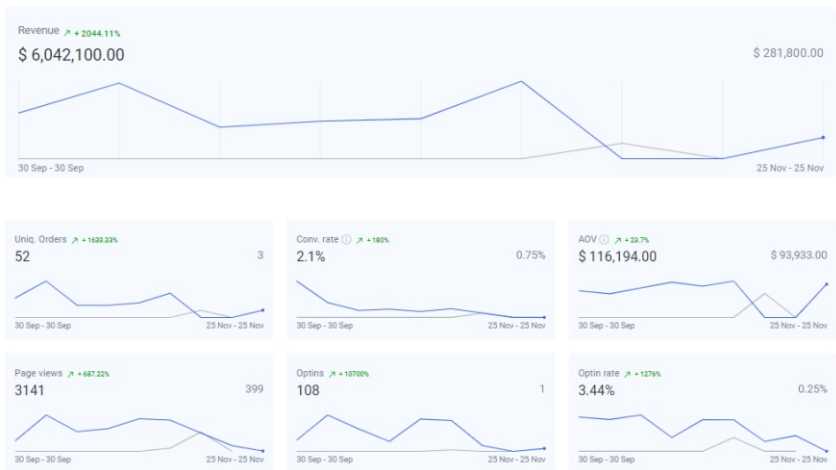 Revenue ↗ + 2044.11%
$ 6,042,100.00 $ 281,800.00
30 Sep - 30 Sep 25 Nov - 25 Nov
Uniq. Orders ↗ + 1633.33%
52 3
30 Sep - 30 Sep 25 Nov - 25 Nov
Conv. rate ⓘ ↗ + 180%
2.1% 0.75%
30 Sep - 30 Sep 25 Nov - 25 Nov
AOV ⓘ ↗ + 23.7%
$ 116,194.00 $ 93,933.00
30 Sep - 30 Sep 25 Nov - 25 Nov
Page views ↗ + 687.22%
3141 399
30 Sep - 30 Sep 25 Nov - 25 Nov
Optins ↗ + 10700%
108 1
30 Sep - 30 Sep 25 Nov - 25 Nov
Optin rate ↗ + 1276%
3.44% 0.25%
30 Sep - 30 Sep 25 Nov - 25 Nov